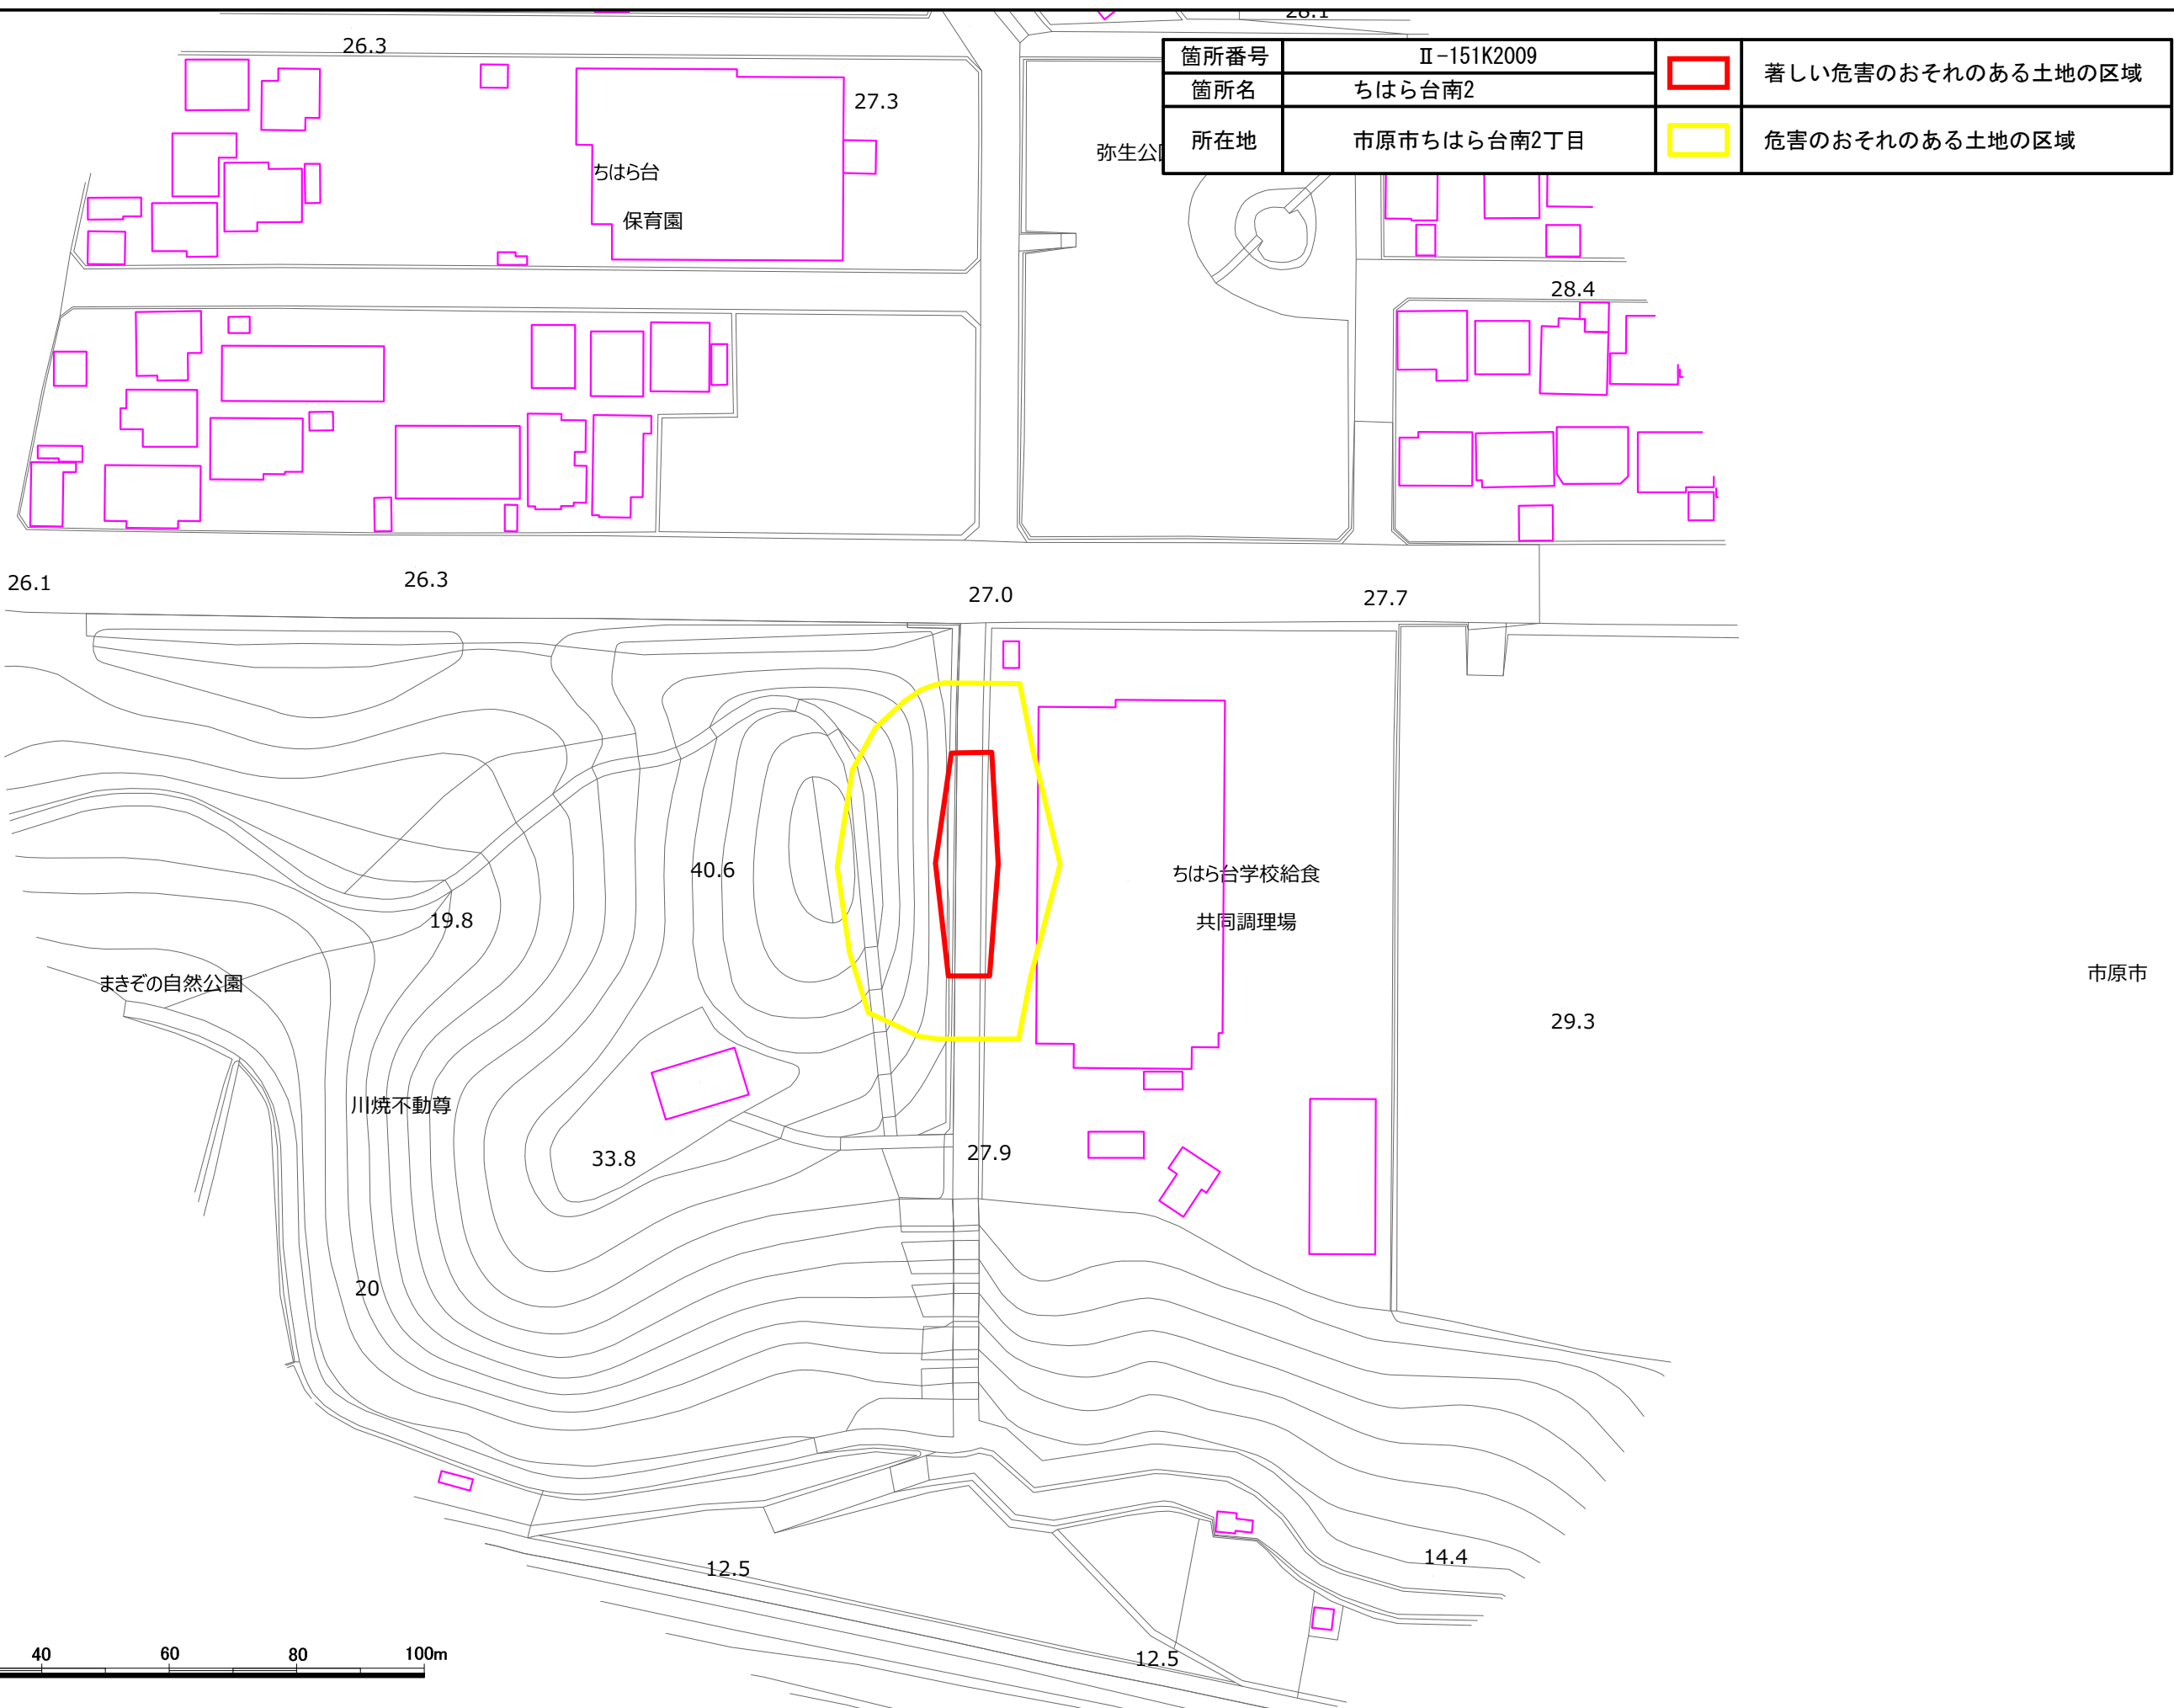 28.1
26.3
箇所番号 Ⅱ-151K2009
著しい危害のおそれのある土地の区域
箇所名 ちはら台南2
所在地 市原市ちはら台南2丁目
危害のおそれのある土地の区域
27.3
弥生公
ちはら台
保育園
28.4
26.1
26.3
27.0
27.7
40.6
ちはら台学校給食
共同調理場
19.8
まきぞの自然公園
市原市
29.3
川焼不動尊
33.8
27.9
20
12.5
14.4
12.5
40 60 80 100m